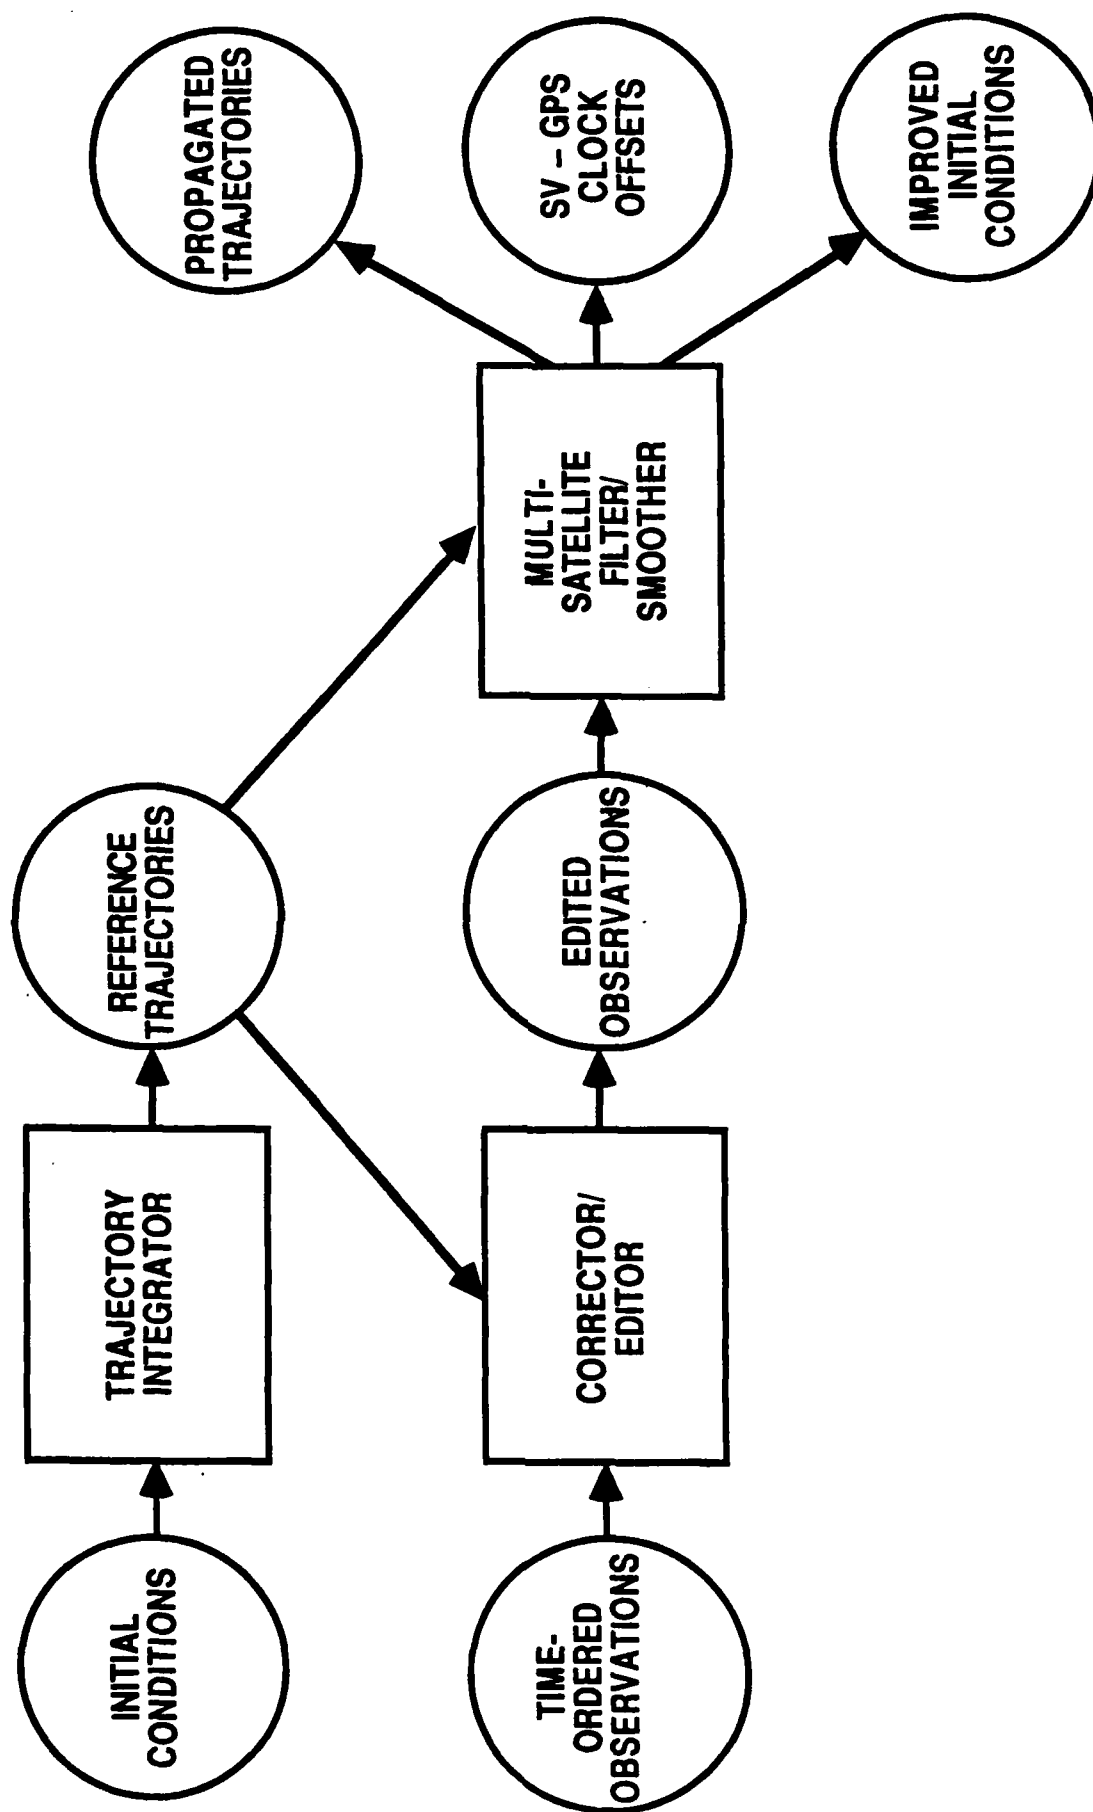 INITIAL
CONDITIONS
TRAJECTORY
INTEGRATOR
REFERENCE
TRAJECTORIES
PROPAGATED
TRAJECTORIES
TIME-
ORDERED
OBSERVATIONS
CORRECTOR/
EDITOR
EDITED
OBSERVATIONS
MULTI-
SATELLITE
FILTER/
SMOOTHER
SV – GPS
CLOCK
OFFSETS
IMPROVED
INITIAL
CONDITIONS